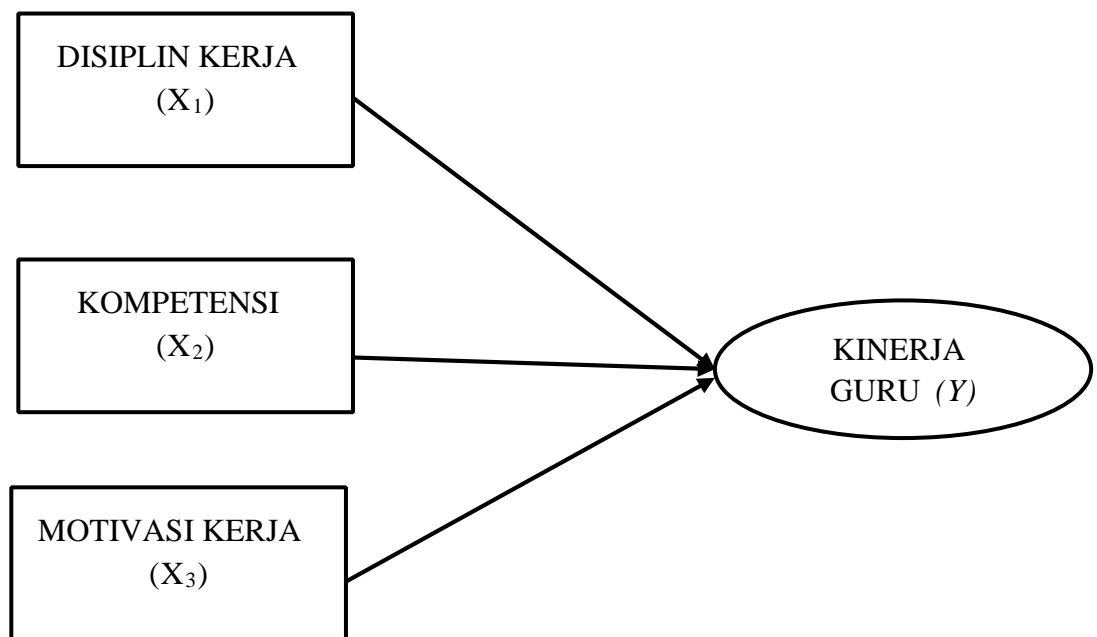 DISIPLIN KERJA
(X₁)
KOMPETENSI
(X₂)
MOTIVASI KERJA
(X₃)
KINERJA
GURU (Y)